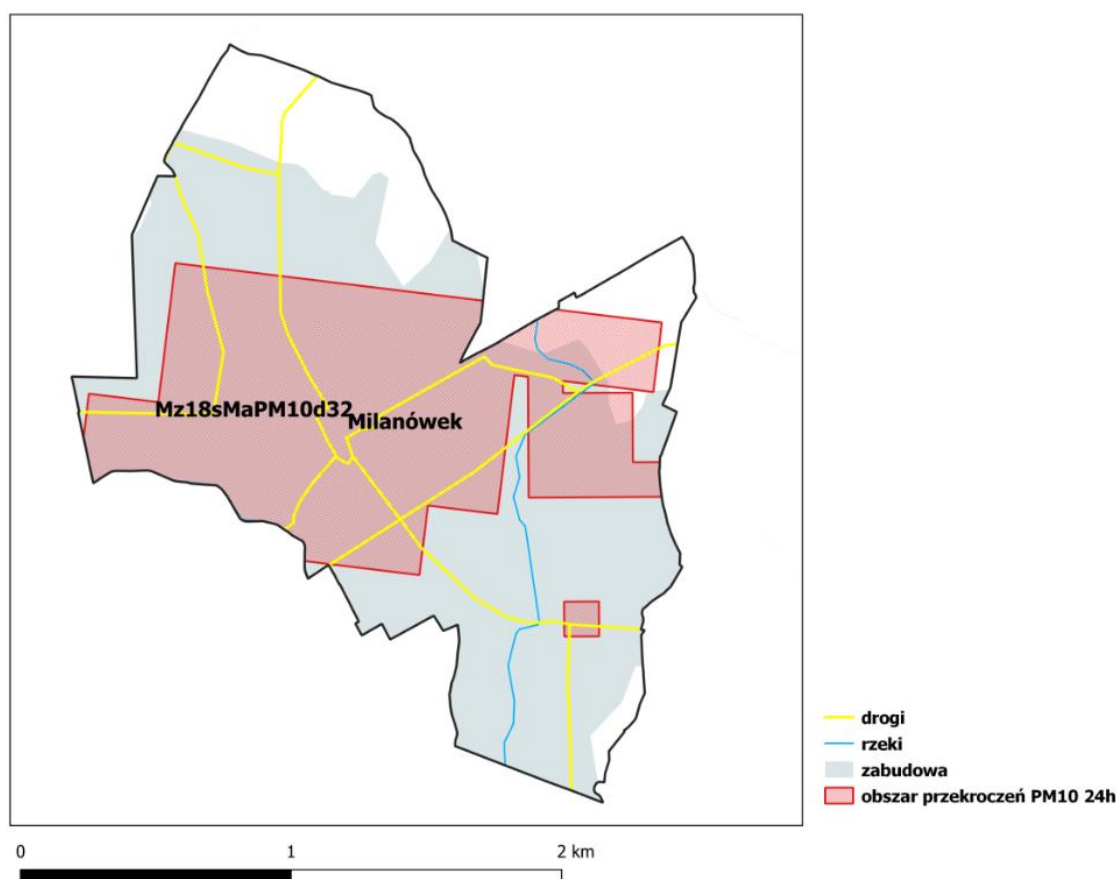 Mz18sMaPM10d32
Milanówek
drogi
rzeki
zabudowa
obszar przekroczeń PM10 24h
0 1 2 km